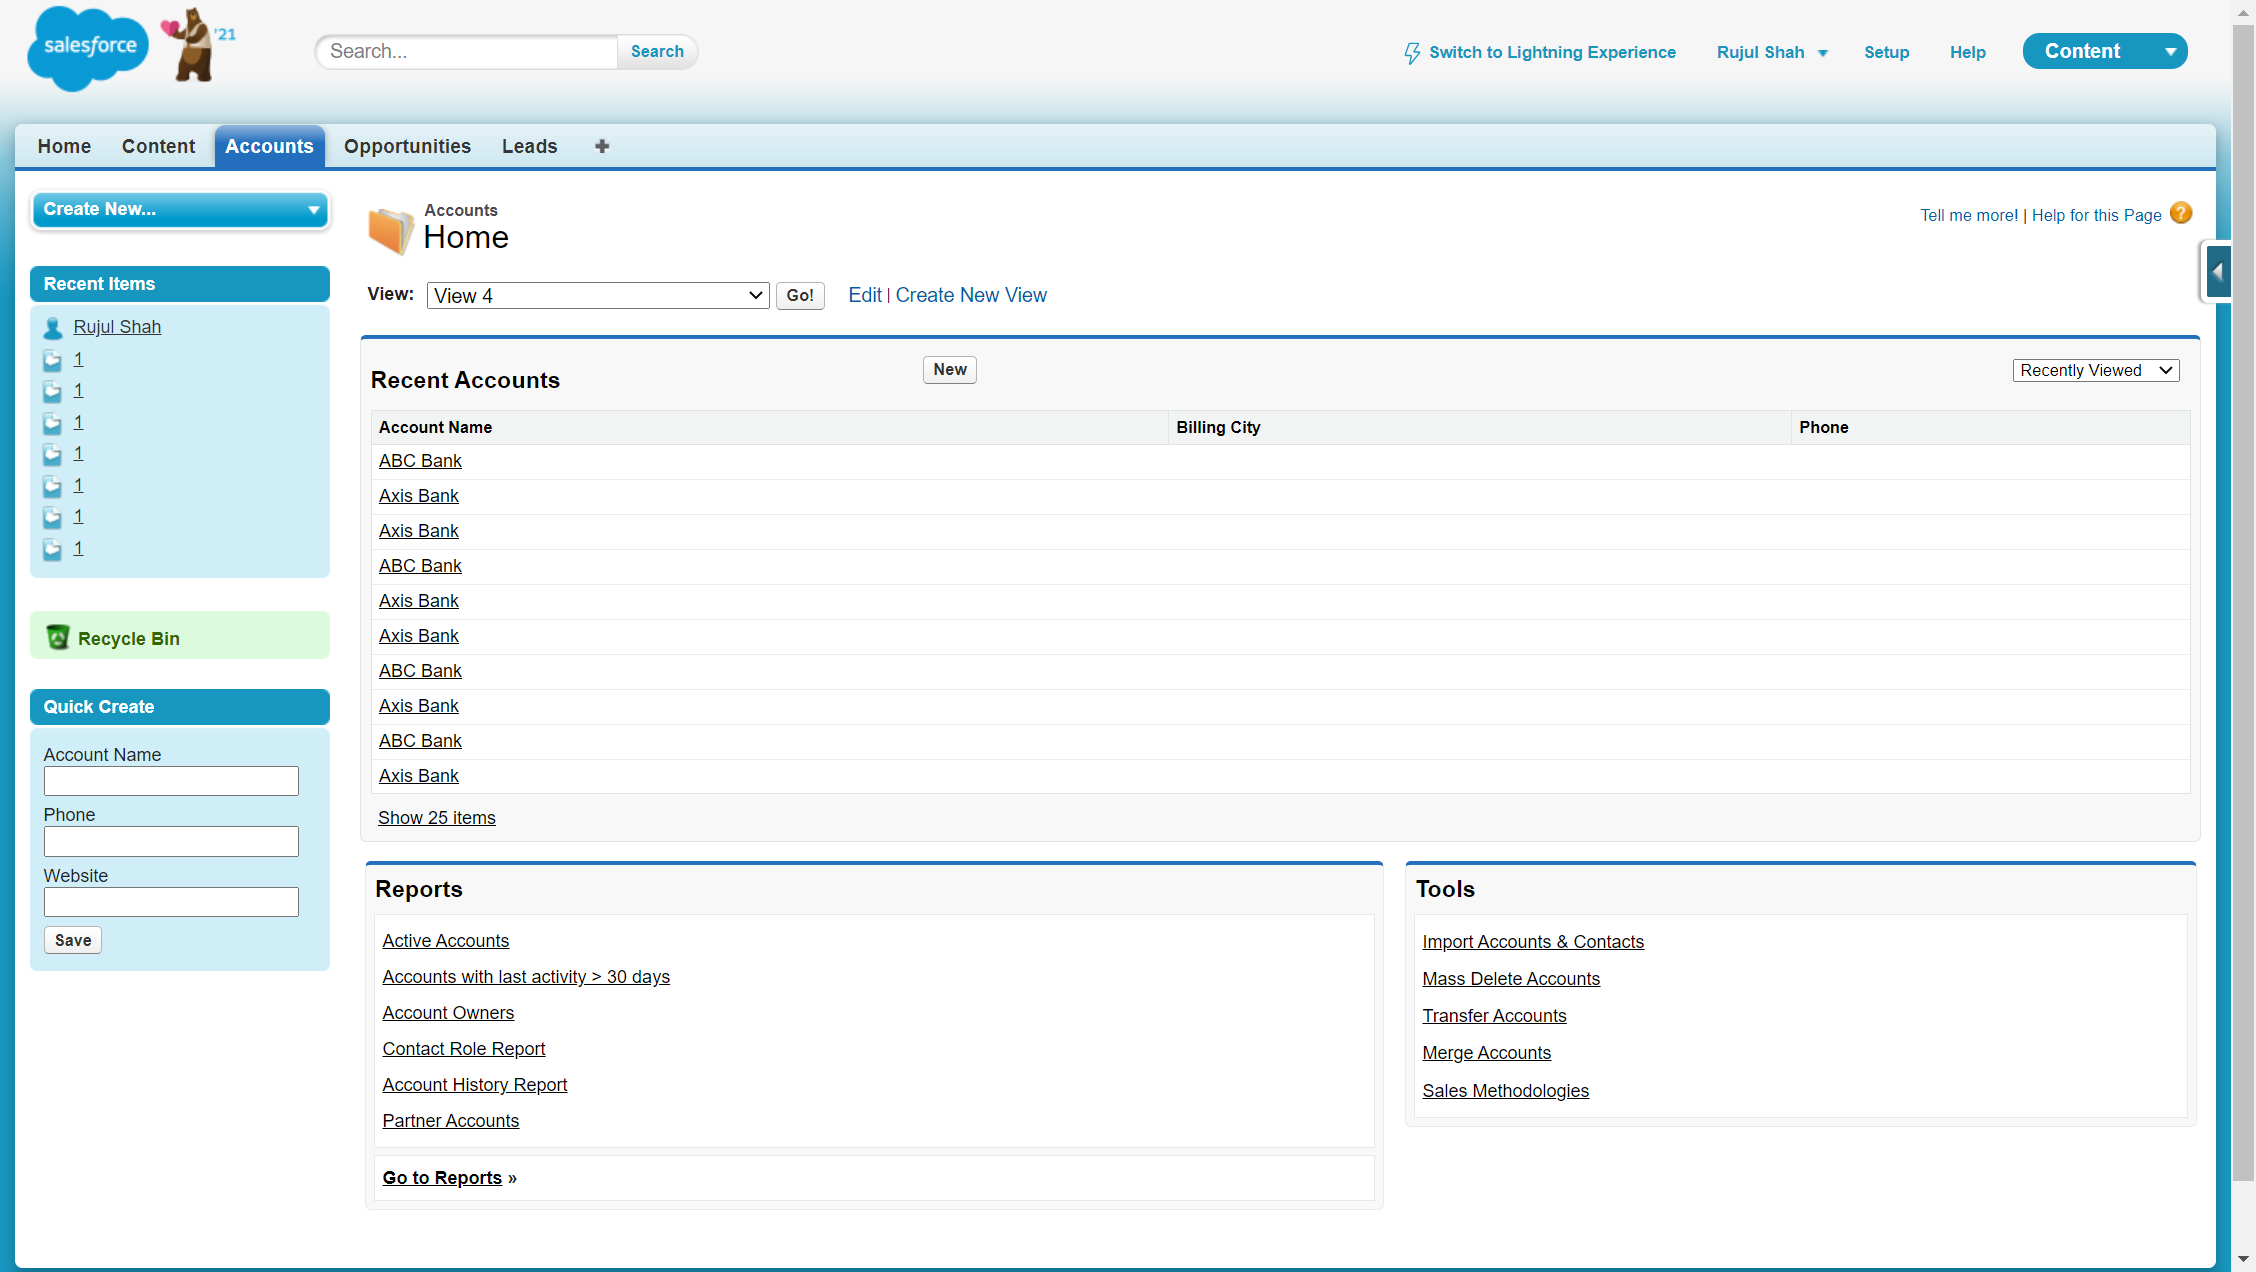 salesforce
'21
Search...
Search
Switch to Lightning Experience
Rujul Shah
Setup
Help
Content
Home
Content
Accounts
Opportunities
Leads
Create New...
Recent Items
Rujul Shah
1
1
1
1
1
1
1
Recycle Bin
Quick Create
Account Name
Phone
Website
Save
Accounts
Home
Tell me more! | Help for this Page ?
View: View 4 Go! Edit | Create New View
Recent Accounts
New
Recently Viewed
Account Name Billing City Phone
ABC Bank
Axis Bank
Axis Bank
ABC Bank
Axis Bank
Axis Bank
ABC Bank
Axis Bank
ABC Bank
Axis Bank
Show 25 items
Reports
Active Accounts
Accounts with last activity > 30 days
Account Owners
Contact Role Report
Account History Report
Partner Accounts
Go to Reports »
Tools
Import Accounts & Contacts
Mass Delete Accounts
Transfer Accounts
Merge Accounts
Sales Methodologies